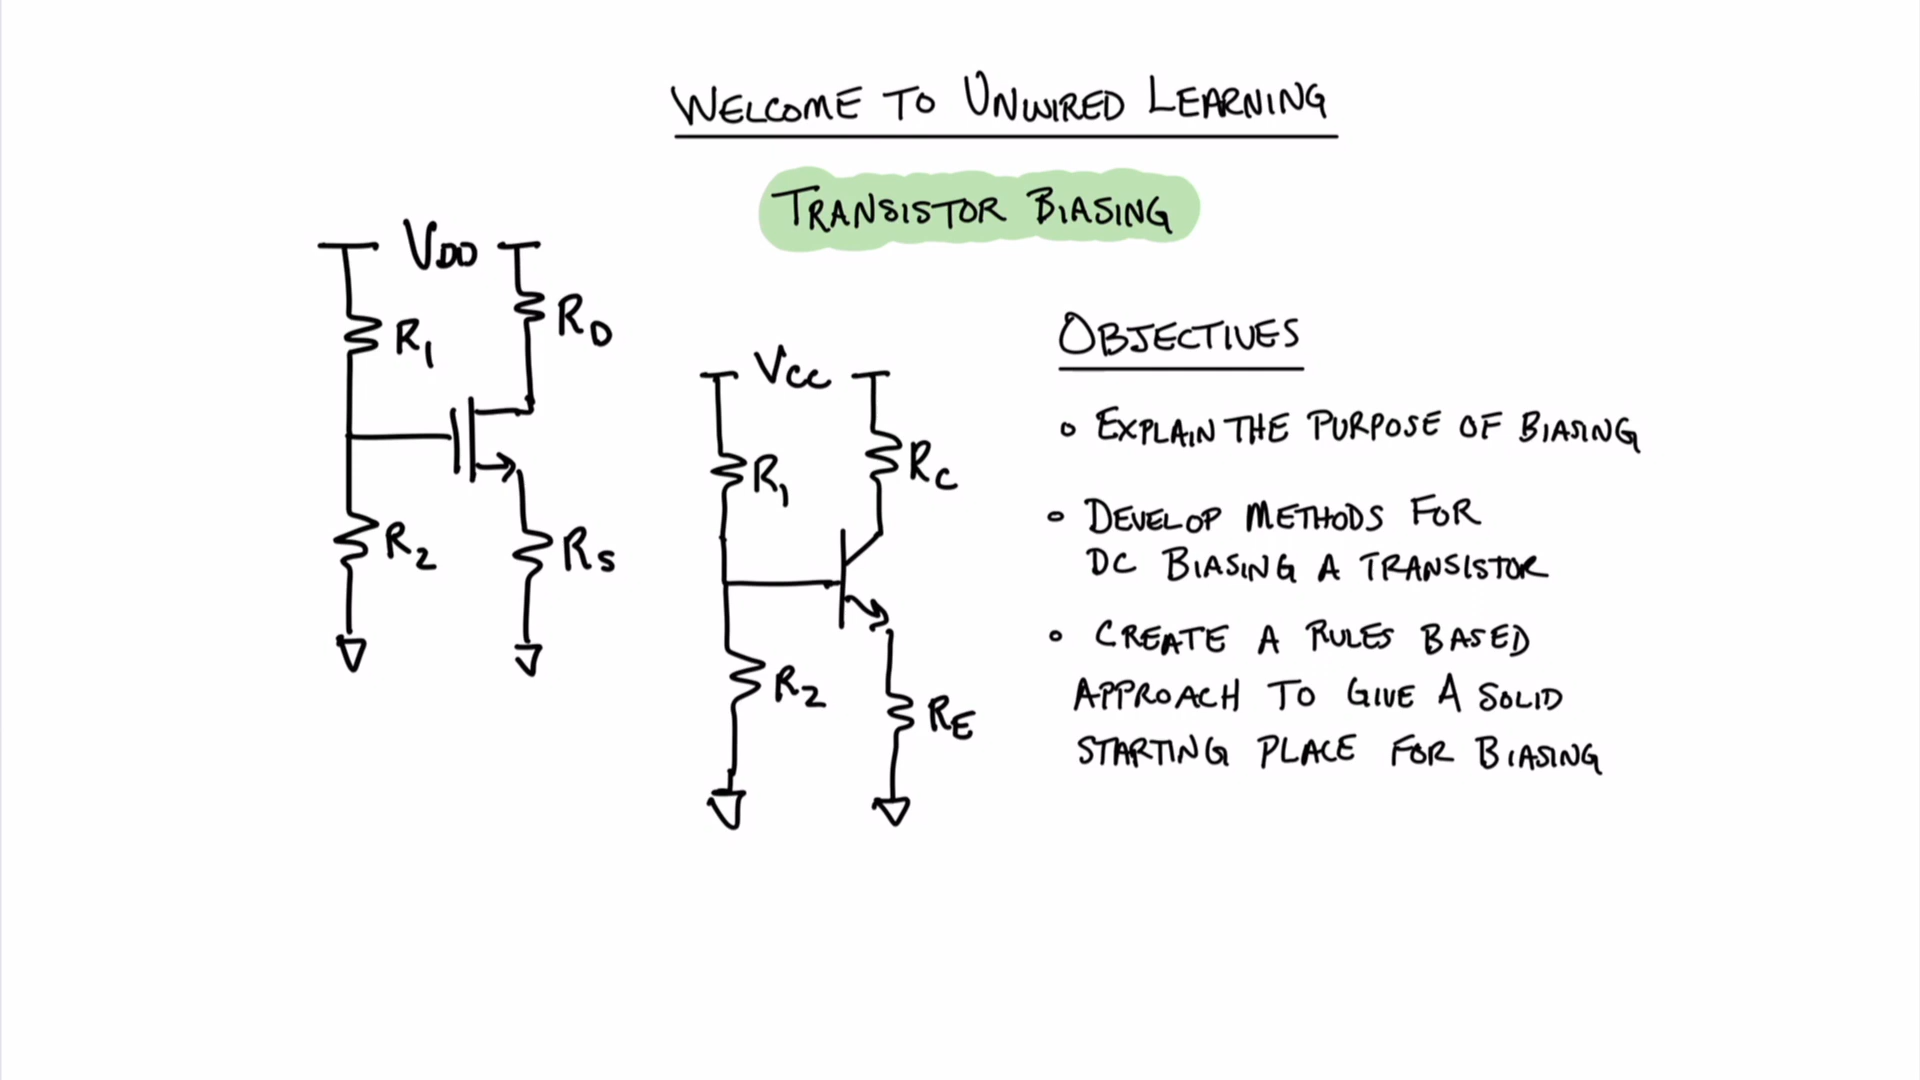 WELCOME TO UNWIRED LEARNING
TRANSISTOR BIASING
VDD
R1
RD
R2
RS
VCC
R1
RC
R2
RE
OBJECTIVES
o EXPLAIN THE PURPOSE OF BIASING
o DEVELOP METHODS FOR
DC BIASING A TRANSISTOR
o CREATE A RULES BASED
APPROACH TO GIVE A SOLID
STARTING PLACE FOR BIASING